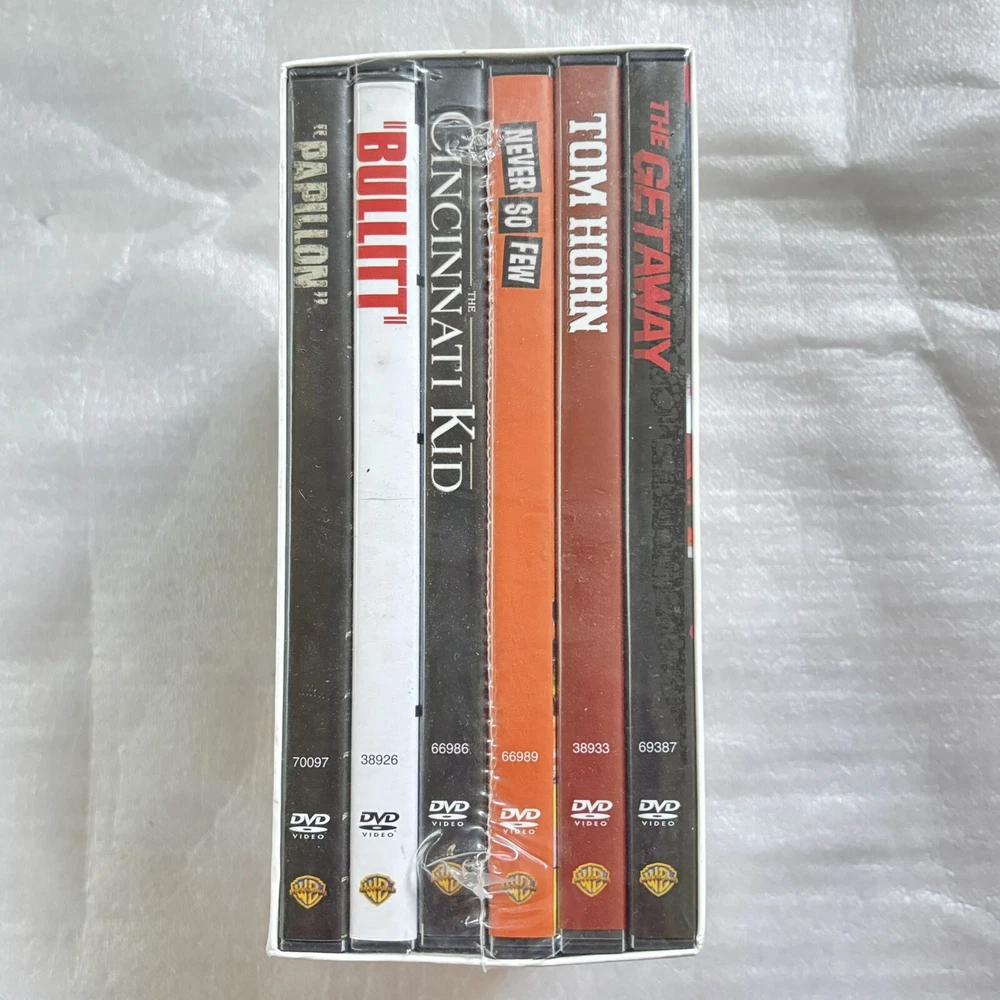 "PAPILLON"
70097
DVD
VIDEO
"BULLITT"
38926
DVD
VIDEO
THE
CINCINNATI KID
66986
DVD
VIDEO
NEVER SO FEW
66989
DVD
VIDEO
TOM HORN
38933
DVD
VIDEO
THE GETAWAY
69387
DVD
VIDEO